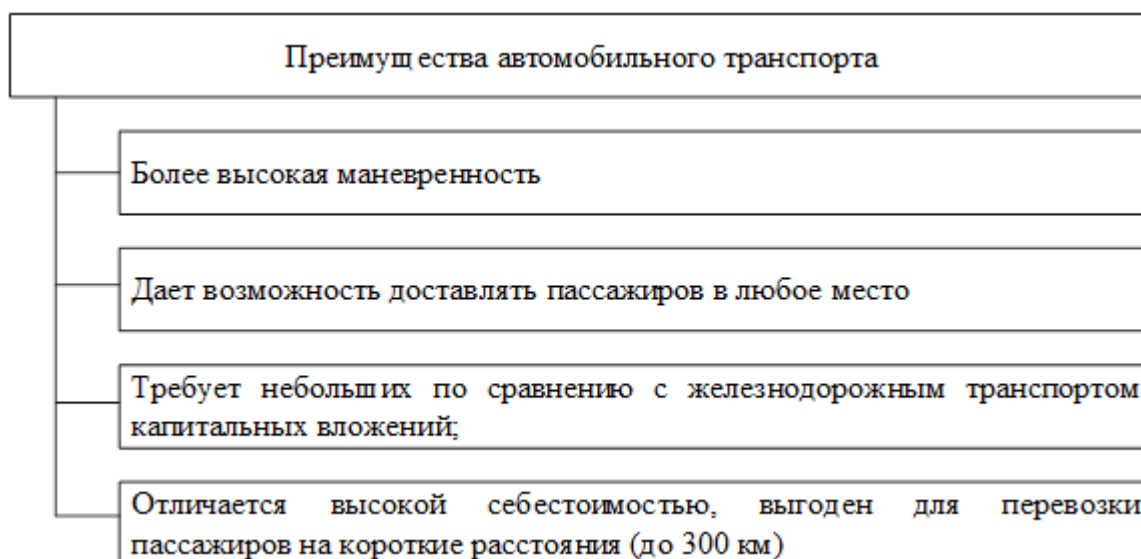 Преимущества автомобильного транспорта
Более высокая маневренность
Дает возможность доставлять пассажиров в любое место
Требует небольших по сравнению с железнодорожным транспортом
капитальных вложений;
Отличается высокой себестоимостью, выгоден для перевозки
пассажиров на короткие расстояния (до 300 км)